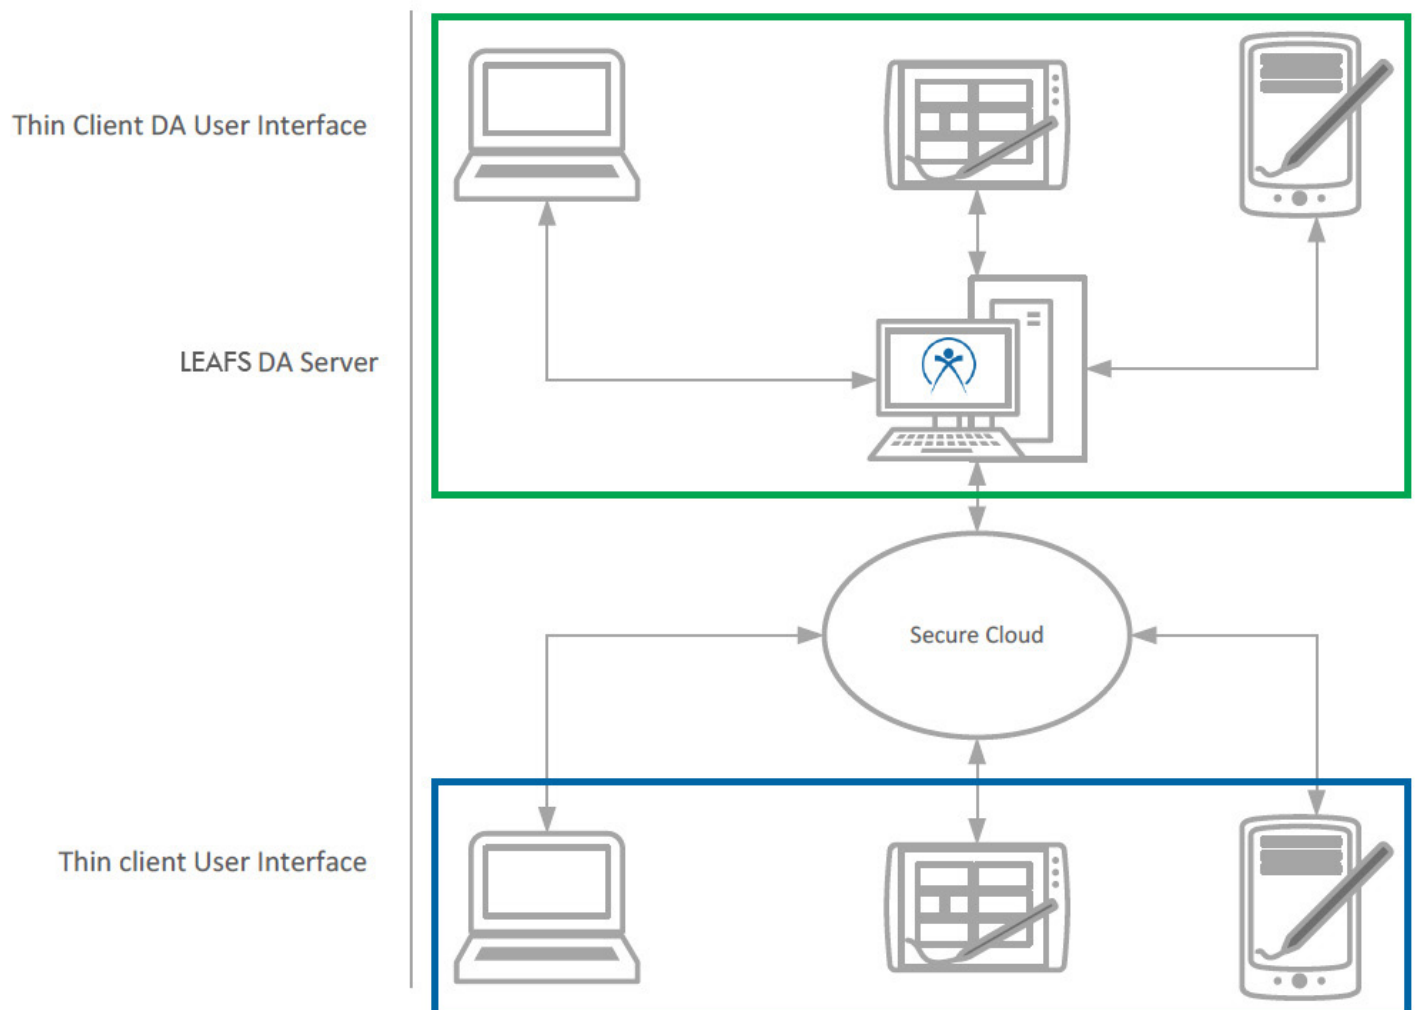 Thin Client DA User Interface
LEAFS DA Server
Secure Cloud
Thin client User Interface